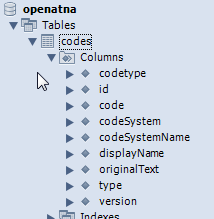 openatna
Tables
codes
Columns
codetype
id
code
codeSystem
codeSystemName
displayName
originalText
type
version
Indexes